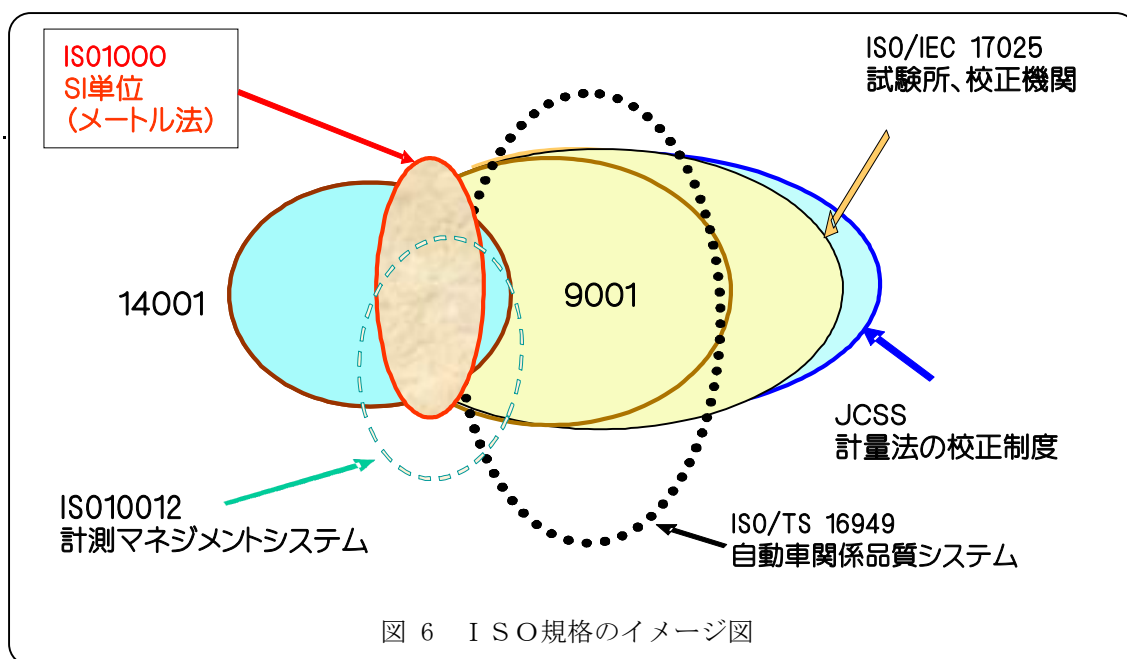 ISO1000
SI単位
(メートル法)
ISO/IEC 17025
試験所、校正機関
14001
9001
JCSS
計量法の校正制度
ISO10012
計測マネジメントシステム
ISO/TS 16949
自動車関係品質システム
図 6 ISO規格のイメージ図